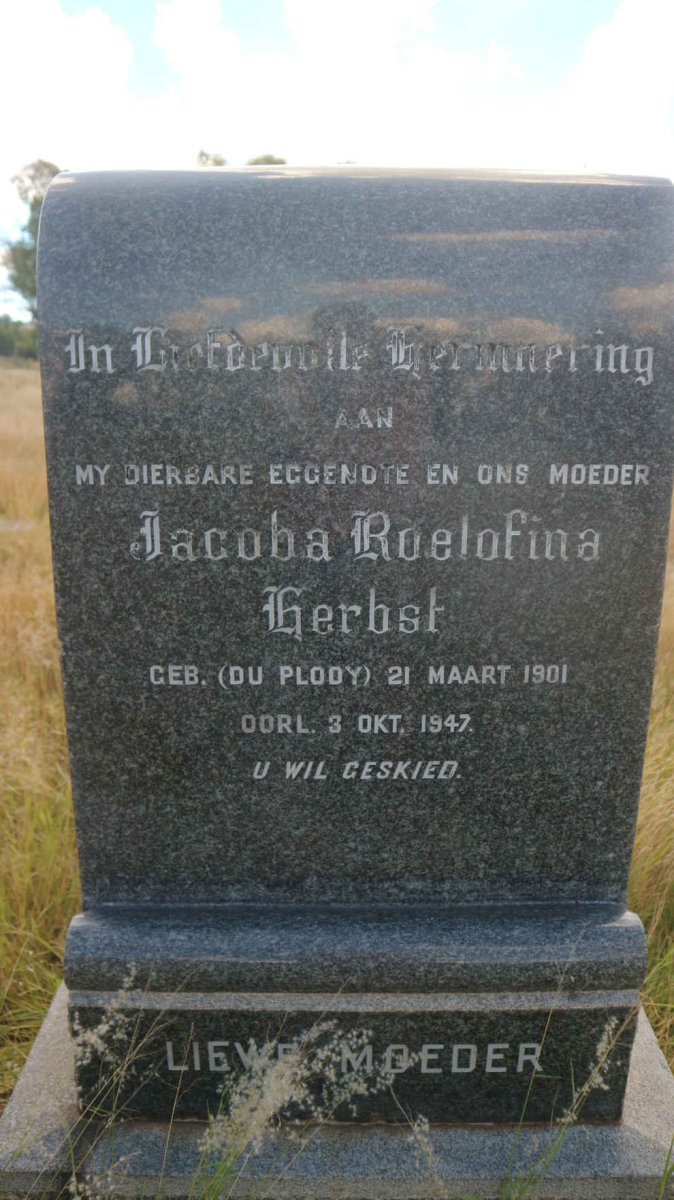 In Liefdevolle Herinnering
AAN
MY DIERBARE EGGENOTE EN ONS MOEDER
Jacoba Roelofina
Herbst
GEB. (DU PLOOY) 21 MAART 1901
OORL. 3 OKT. 1947.
U WIL GESKIED.
LIEWE MOEDER